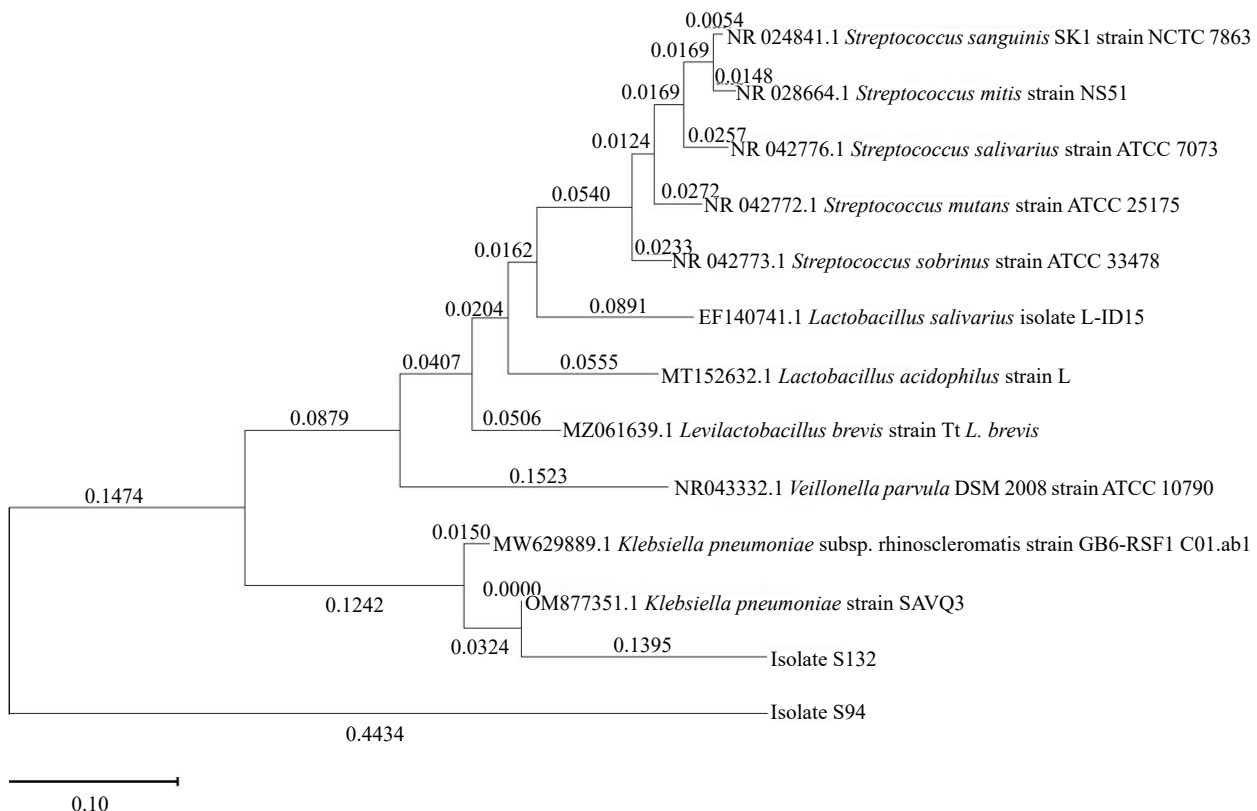 0.0054
NR 024841.1 Streptococcus sanguinis SK1 strain NCTC 7863
0.0169
0.0148
NR 028664.1 Streptococcus mitis strain NS51
0.0169
0.0257
NR 042776.1 Streptococcus salivarius strain ATCC 7073
0.0124
0.0272
NR 042772.1 Streptococcus mutans strain ATCC 25175
0.0540
0.0233
NR 042773.1 Streptococcus sobrinus strain ATCC 33478
0.0162
0.0891
EF140741.1 Lactobacillus salivarius isolate L-ID15
0.0204
0.0555
MT152632.1 Lactobacillus acidophilus strain L
0.0407
0.0506
MZ061639.1 Levilactobacillus brevis strain Tt L. brevis
0.0879
0.1523
NR043332.1 Veillonella parvula DSM 2008 strain ATCC 10790
0.1474
0.0150
MW629889.1 Klebsiella pneumoniae subsp. rhinoscleromatis strain GB6-RSF1 C01.ab1
0.1242
0.0000
OM877351.1 Klebsiella pneumoniae strain SAVQ3
0.0324
0.1395
Isolate S132
Isolate S94
0.4434
0.10